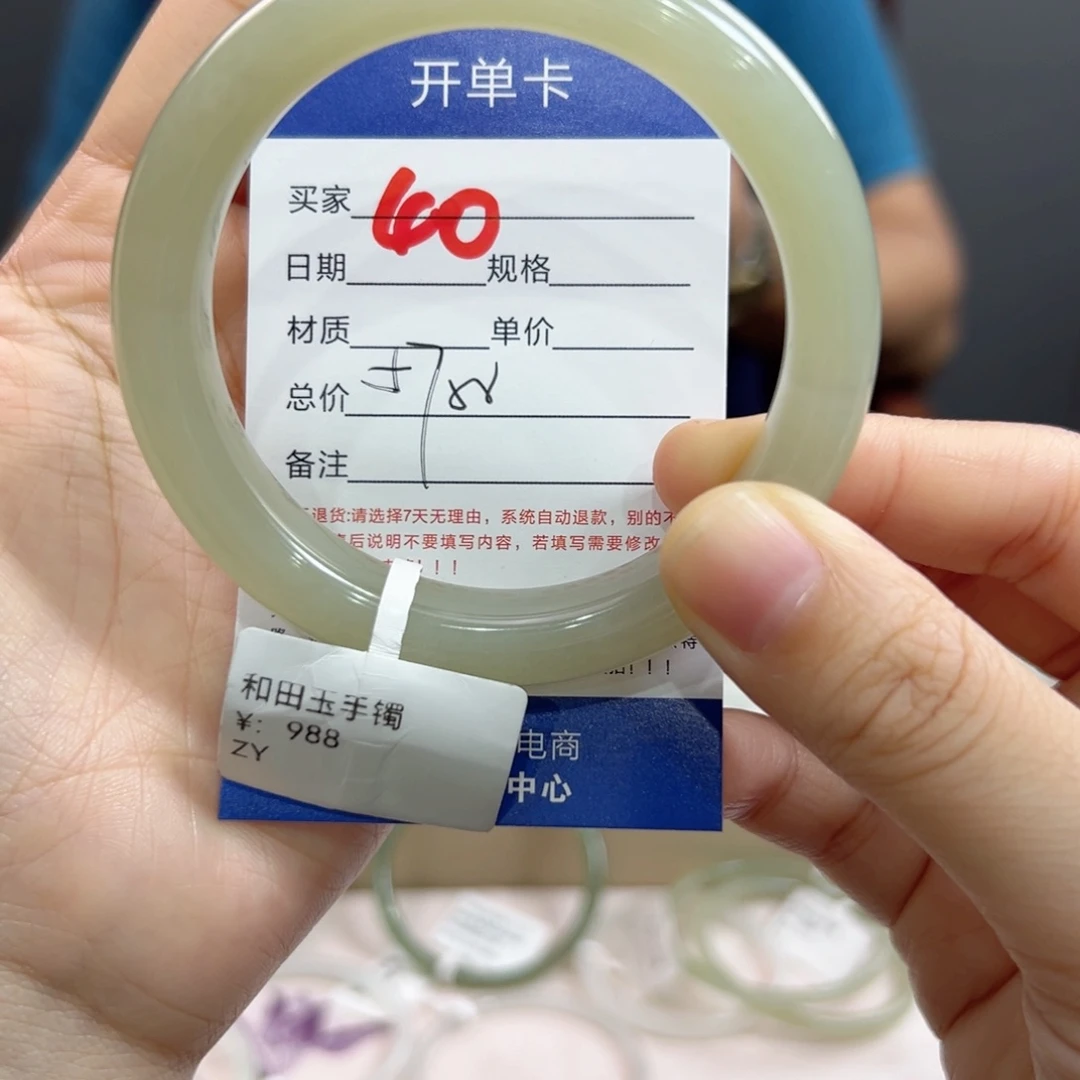 开单卡
买家 40
日期 规格
材质 单价
总价
备注
退货:请选择7天无理由，系统自动退款，别的不
后说明不要填写内容，若填写需要修改
！！！
和田玉手镯
¥: 988
ZY
电商
中心